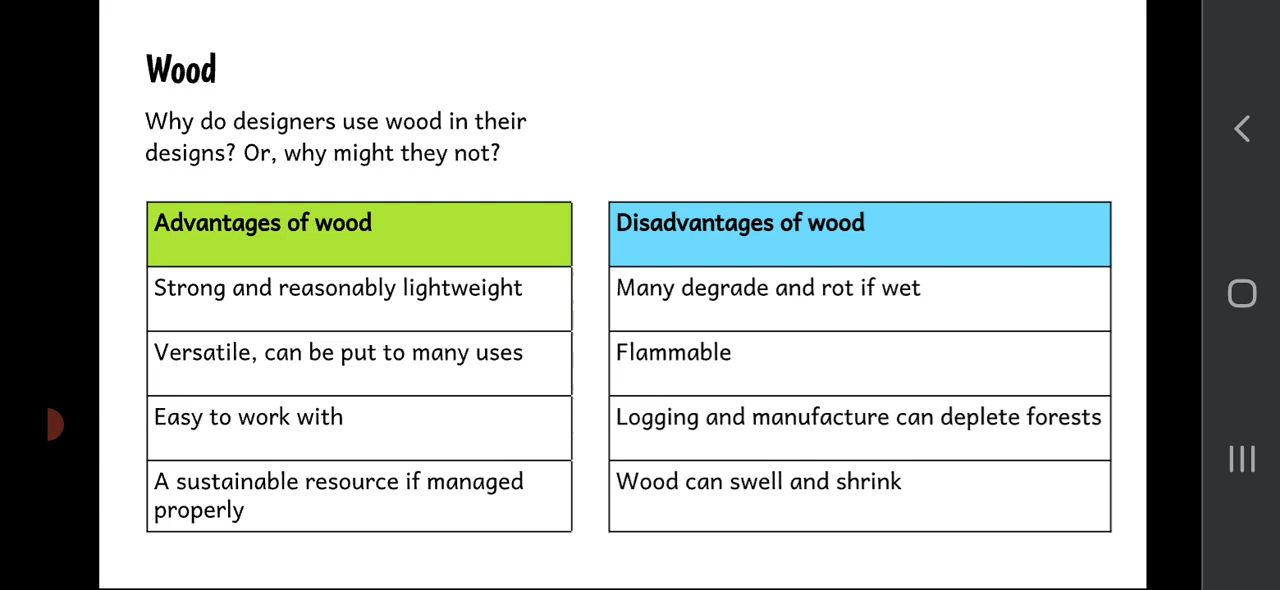 Wood
Why do designers use wood in their
designs? Or, why might they not?
Advantages of wood
Strong and reasonably lightweight
Versatile, can be put to many uses
Easy to work with
A sustainable resource if managed
properly
Disadvantages of wood
Many degrade and rot if wet
Flammable
Logging and manufacture can deplete forests
Wood can swell and shrink